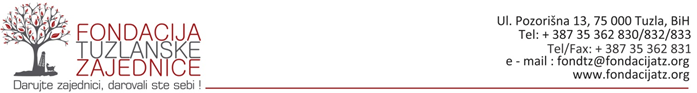 FONDACIJA
TUZLANSKE
ZAJEDNICE
Darujte zajednici, darovali ste sebi !
Ul. Pozorišna 13, 75 000 Tuzla, BiH
Tel: + 387 35 362 830/832/833
Tel/Fax: + 387 35 362 831
e - mail : fondtz@fondacijatz.org
www.fondacijatz.org